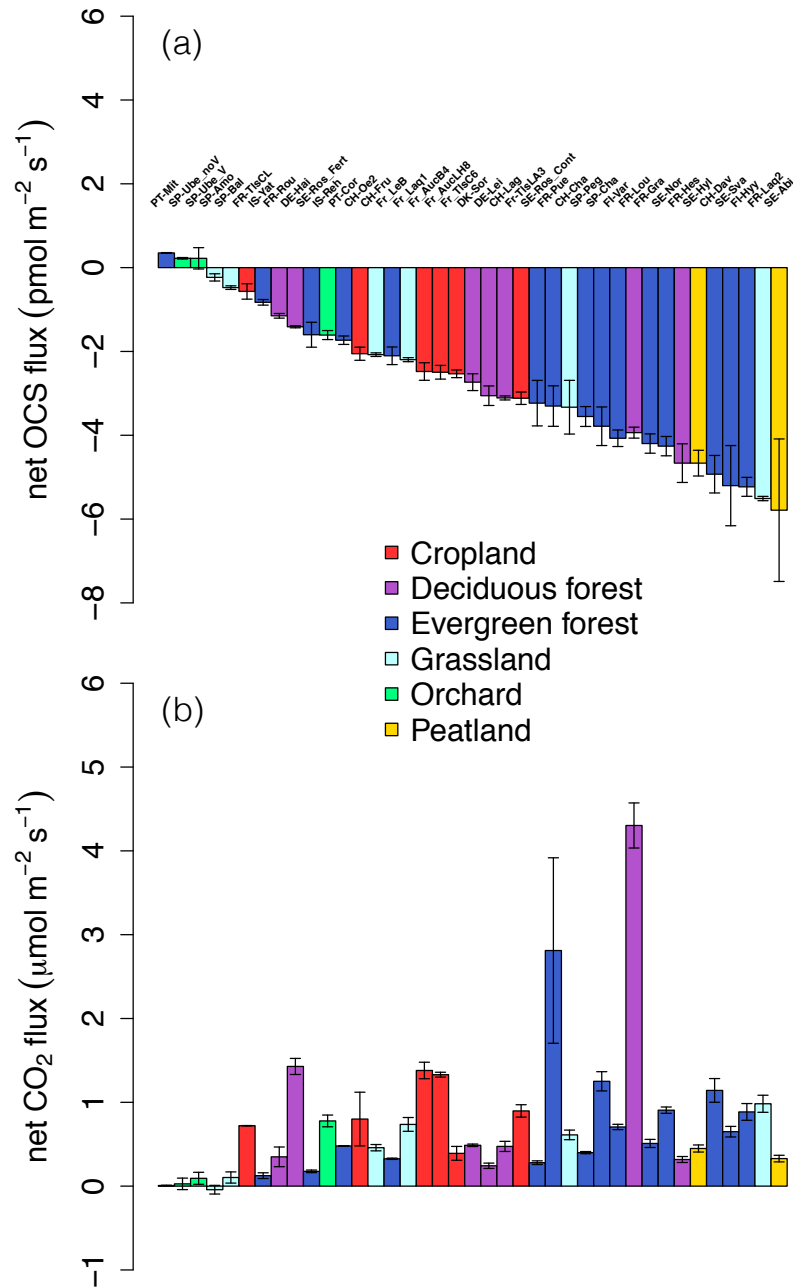 (a)
net OCS flux (pmol m⁻² s⁻¹)
6
4
2
0
−2
−4
−6
−8
PT-Mit
SP-Ube_noV
SP-Ube_V
SP-Amo
SP-Bal
FR-TlsCL
IS-Yat
FR-Rou
DE-Hai
SE-Ros_Fert
IS-Reh
PT-Cor
CH-Oe2
CH-Fru
Fr_LeB
Fr_Laq1
Fr_AucB4
Fr_AucLH8
Fr_TlsC6
DK-Sor
DE-Lei
CH-Lag
Fr-TlsLA3
SE-Ros_Cont
FR-Pue
CH-Cha
SP-Peg
SP-Cha
FI-Var
FR-Lou
FR-Gra
SE-Nor
FR-Hes
SE-Hyl
CH-Dav
SE-Sva
FI-Hyy
FR-Laq2
SE-Abi
Cropland
Deciduous forest
Evergreen forest
Grassland
Orchard
Peatland
(b)
net CO₂ flux (μmol m⁻² s⁻¹)
6
5
4
3
2
1
0
−1